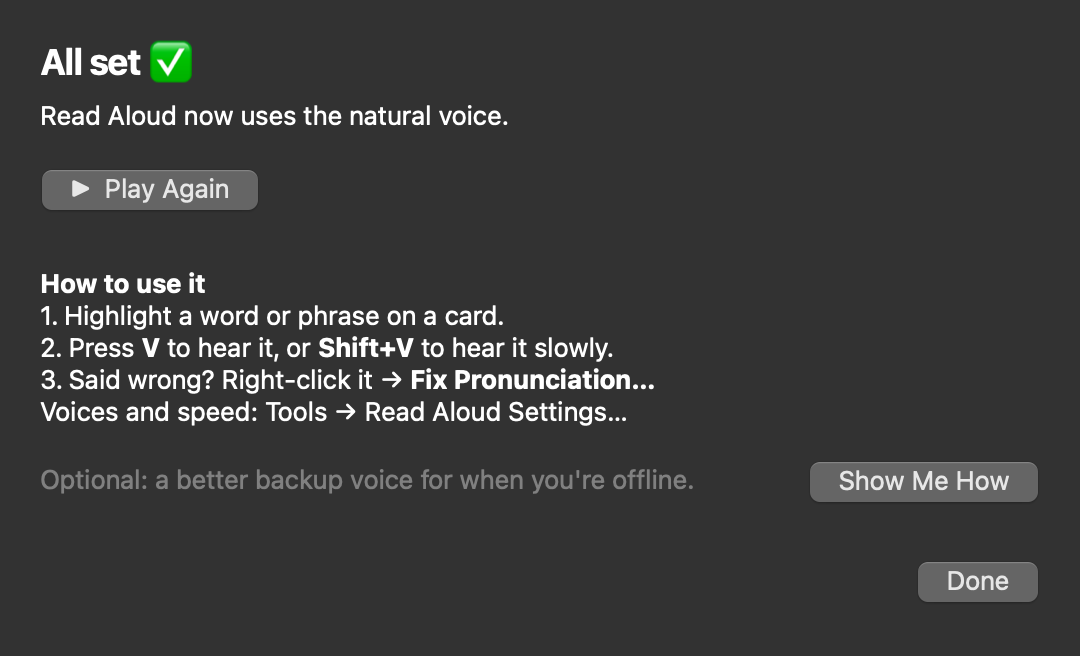 All set ✅
Read Aloud now uses the natural voice.
▶ Play Again
How to use it
1. Highlight a word or phrase on a card.
2. Press V to hear it, or Shift+V to hear it slowly.
3. Said wrong? Right-click it → Fix Pronunciation...
Voices and speed: Tools → Read Aloud Settings...
Optional: a better backup voice for when you're offline.
Show Me How
Done